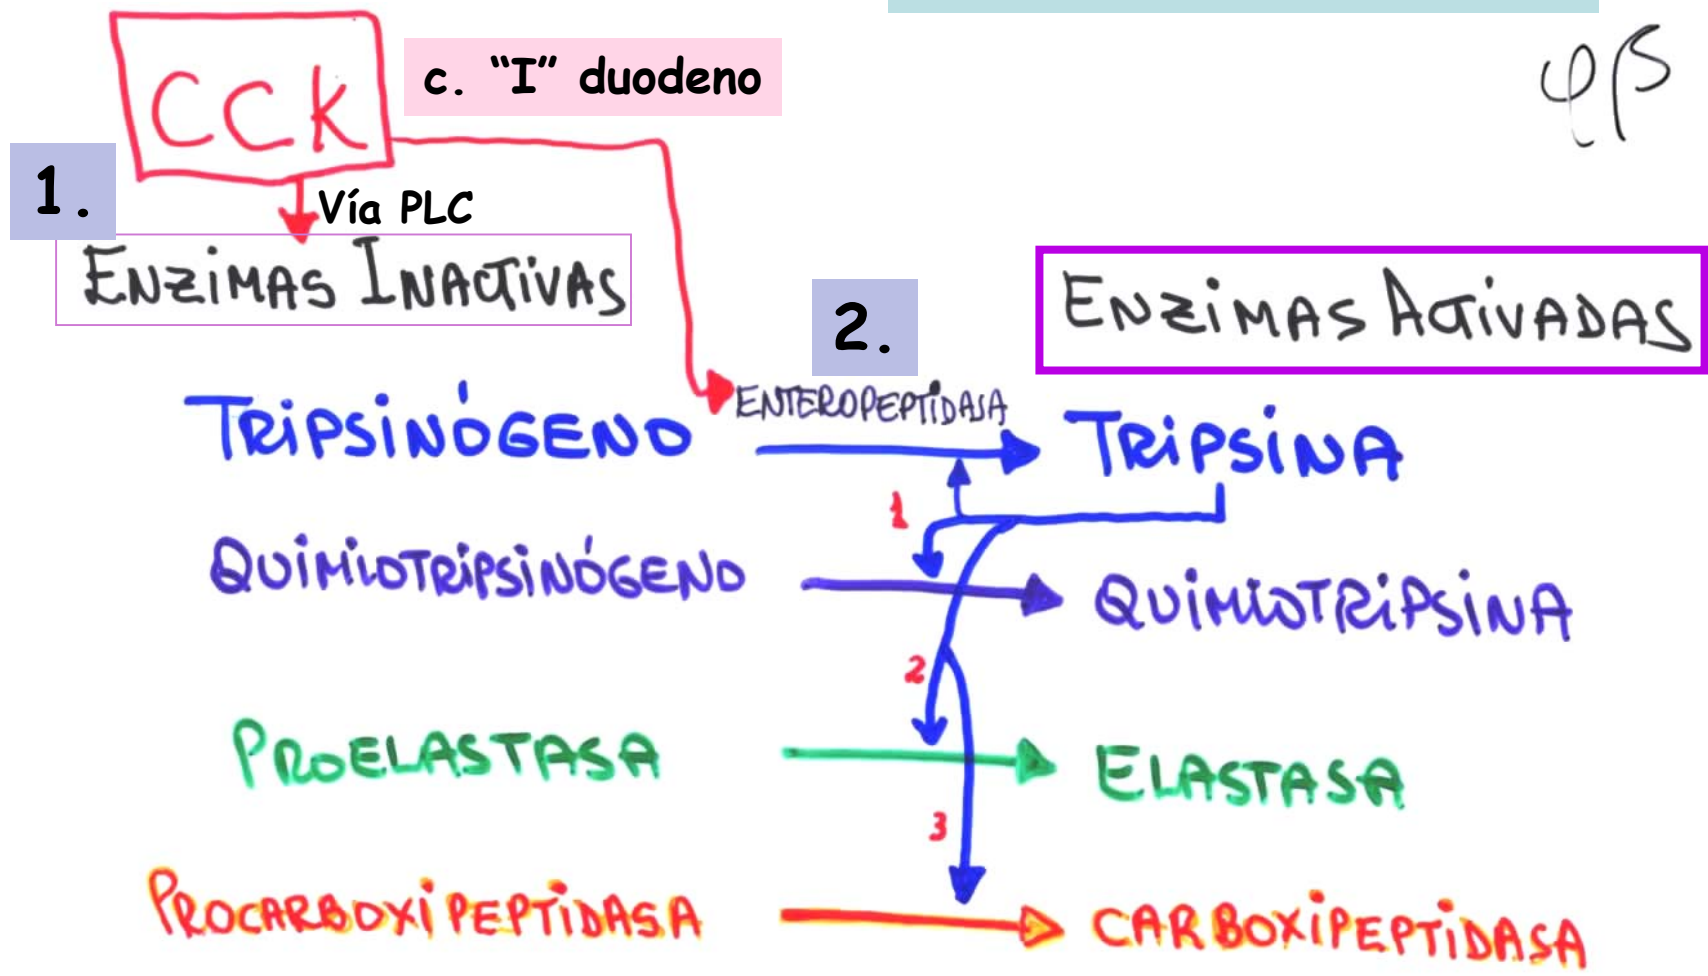 CCK
c. “I” duodeno
1.
Vía PLC
ENZIMAS INACTIVAS
2.
ENZIMAS ACTIVADAS
TRIPSINÓGENO
ENTEROPEPTIDASA
TRIPSINA
1
QUIMIOTRIPSINÓGENO
QUIMIOTRIPSINA
2
PROELASTASA
ELASTASA
3
PROCARBOXIPEPTIDASA
CARBOXIPEPTIDASA